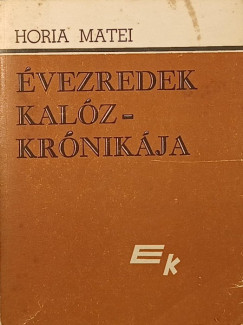 HORIA MATEI
ÉVEZREDEK
KALÓZ-
KRÓNIKÁJA
EK